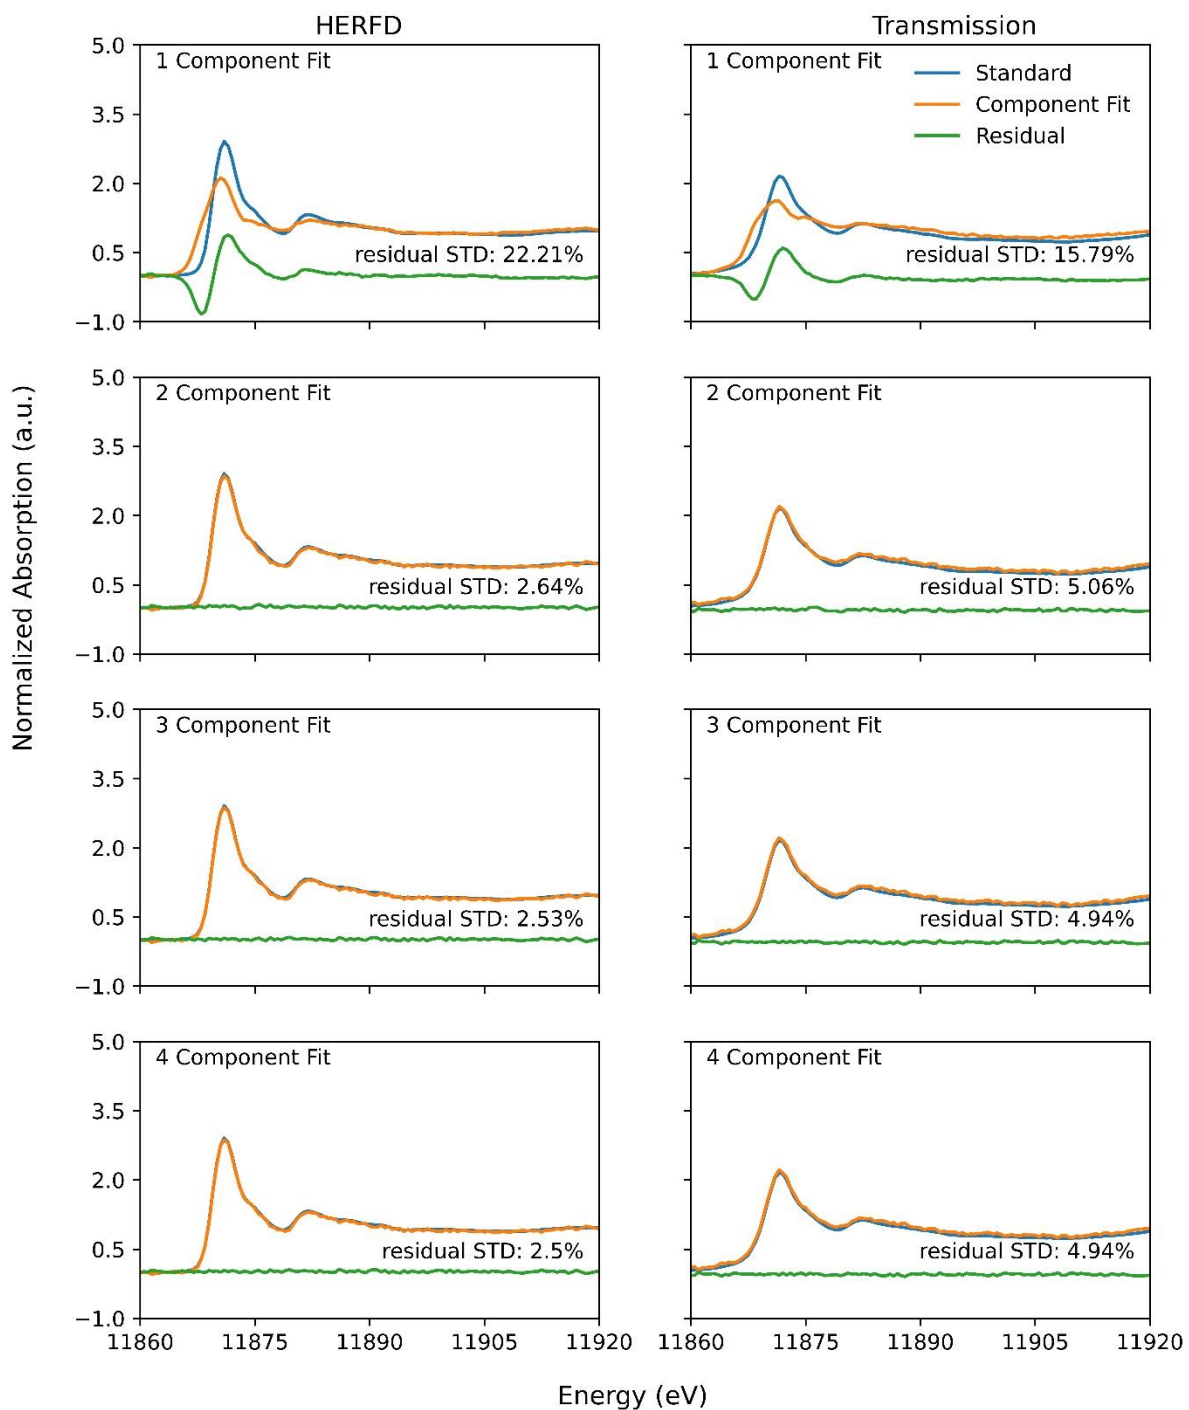 HERFD
Transmission
5.0
3.5
2.0
0.5
−1.0
1 Component Fit
residual STD: 22.21%
1 Component Fit
Standard
Component Fit
Residual
residual STD: 15.79%
5.0
3.5
2.0
0.5
−1.0
2 Component Fit
residual STD: 2.64%
2 Component Fit
residual STD: 5.06%
Normalized Absorption (a.u.)
5.0
3.5
2.0
0.5
−1.0
3 Component Fit
residual STD: 2.53%
3 Component Fit
residual STD: 4.94%
5.0
3.5
2.0
0.5
−1.0
4 Component Fit
residual STD: 2.5%
4 Component Fit
residual STD: 4.94%
11860 11875 11890 11905 11920
11860 11875 11890 11905 11920
Energy (eV)